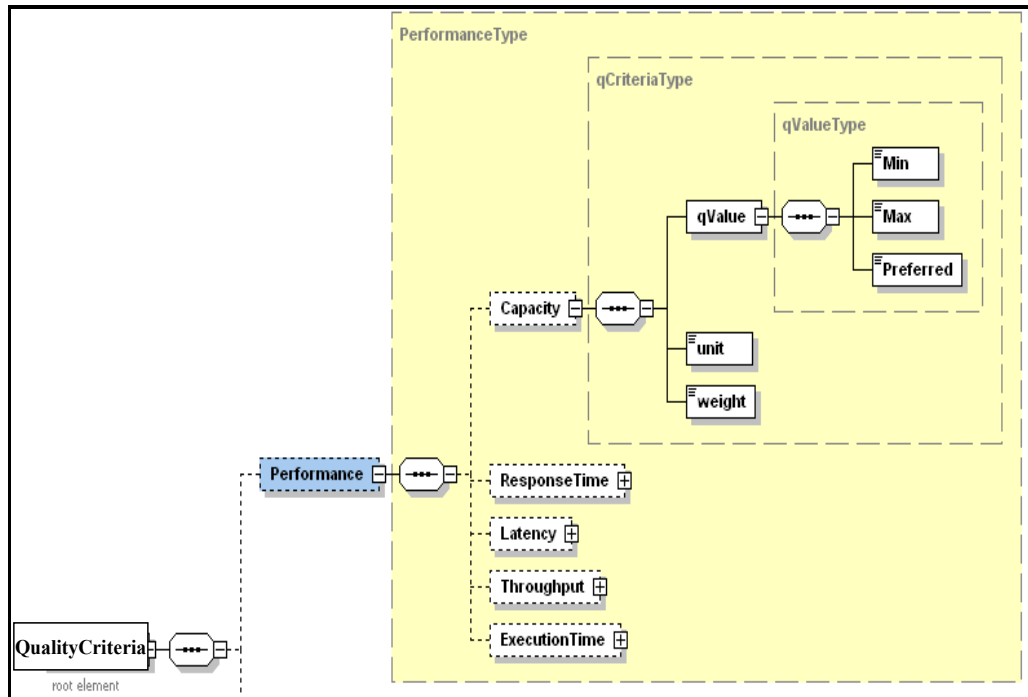 PerformanceType
qCriteriaType
qValueType
Min
qValue
Max
Preferred
Capacity
unit
weight
Performance
ResponseTime
Latency
Throughput
ExecutionTime
QualityCriteria
root element